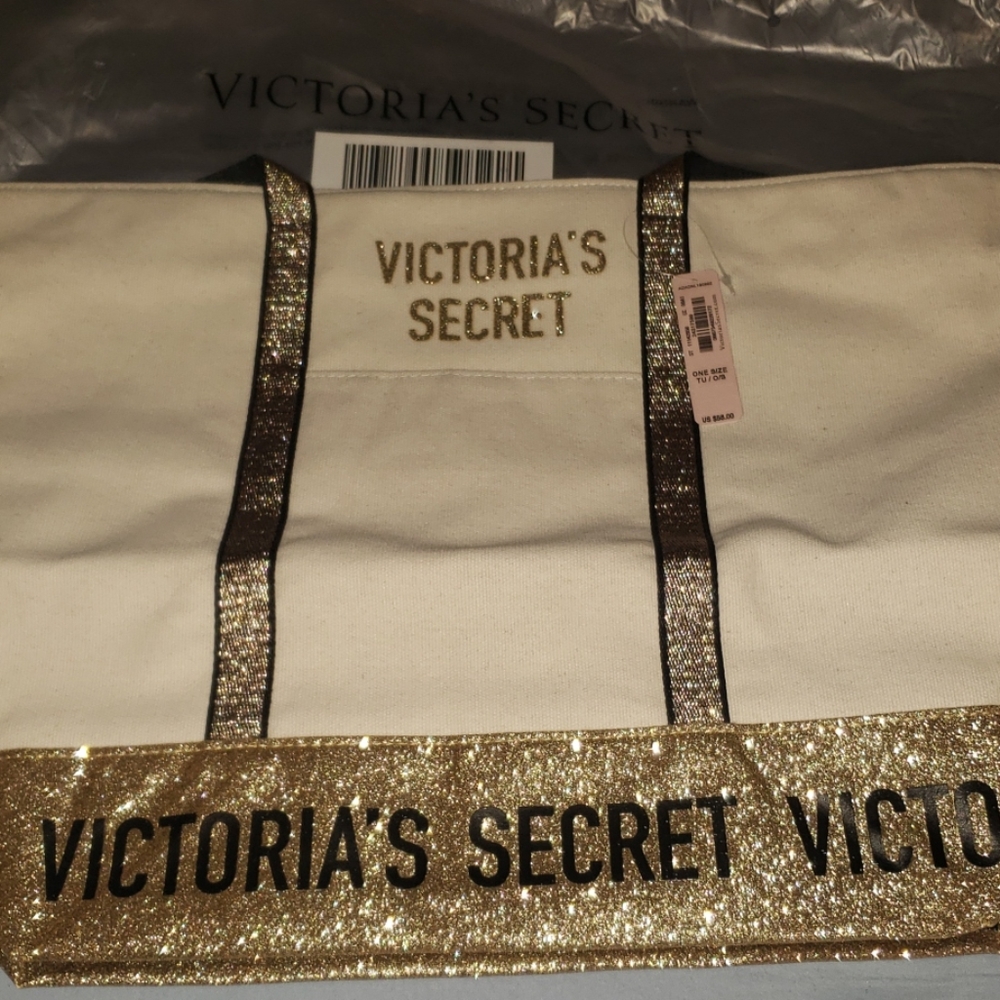 VICTORIA'S SECRET
VICTORIA'S
SECRET
ONE SIZE
TU / O/S
VICTORIA'S SECRET VICTO